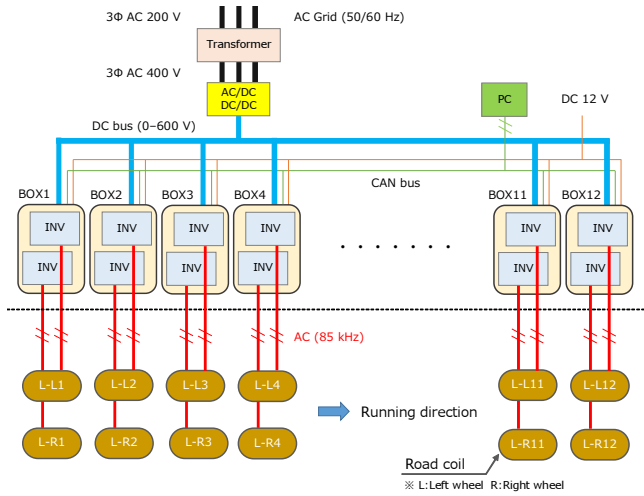 3Φ AC 200 V
AC Grid (50/60 Hz)
Transformer
3Φ AC 400 V
AC/DC
DC/DC
PC
DC 12 V
DC bus (0–600 V)
CAN bus
BOX1 BOX2 BOX3 BOX4 BOX11 BOX12
INV INV INV INV INV INV
INV INV INV INV INV INV
. . . . . . .
AC (85 kHz)
L-L1 L-L2 L-L3 L-L4 L-L11 L-L12
Running direction
L-R1 L-R2 L-R3 L-R4 L-R11 L-R12
Road coil
※ L:Left wheel R:Right wheel